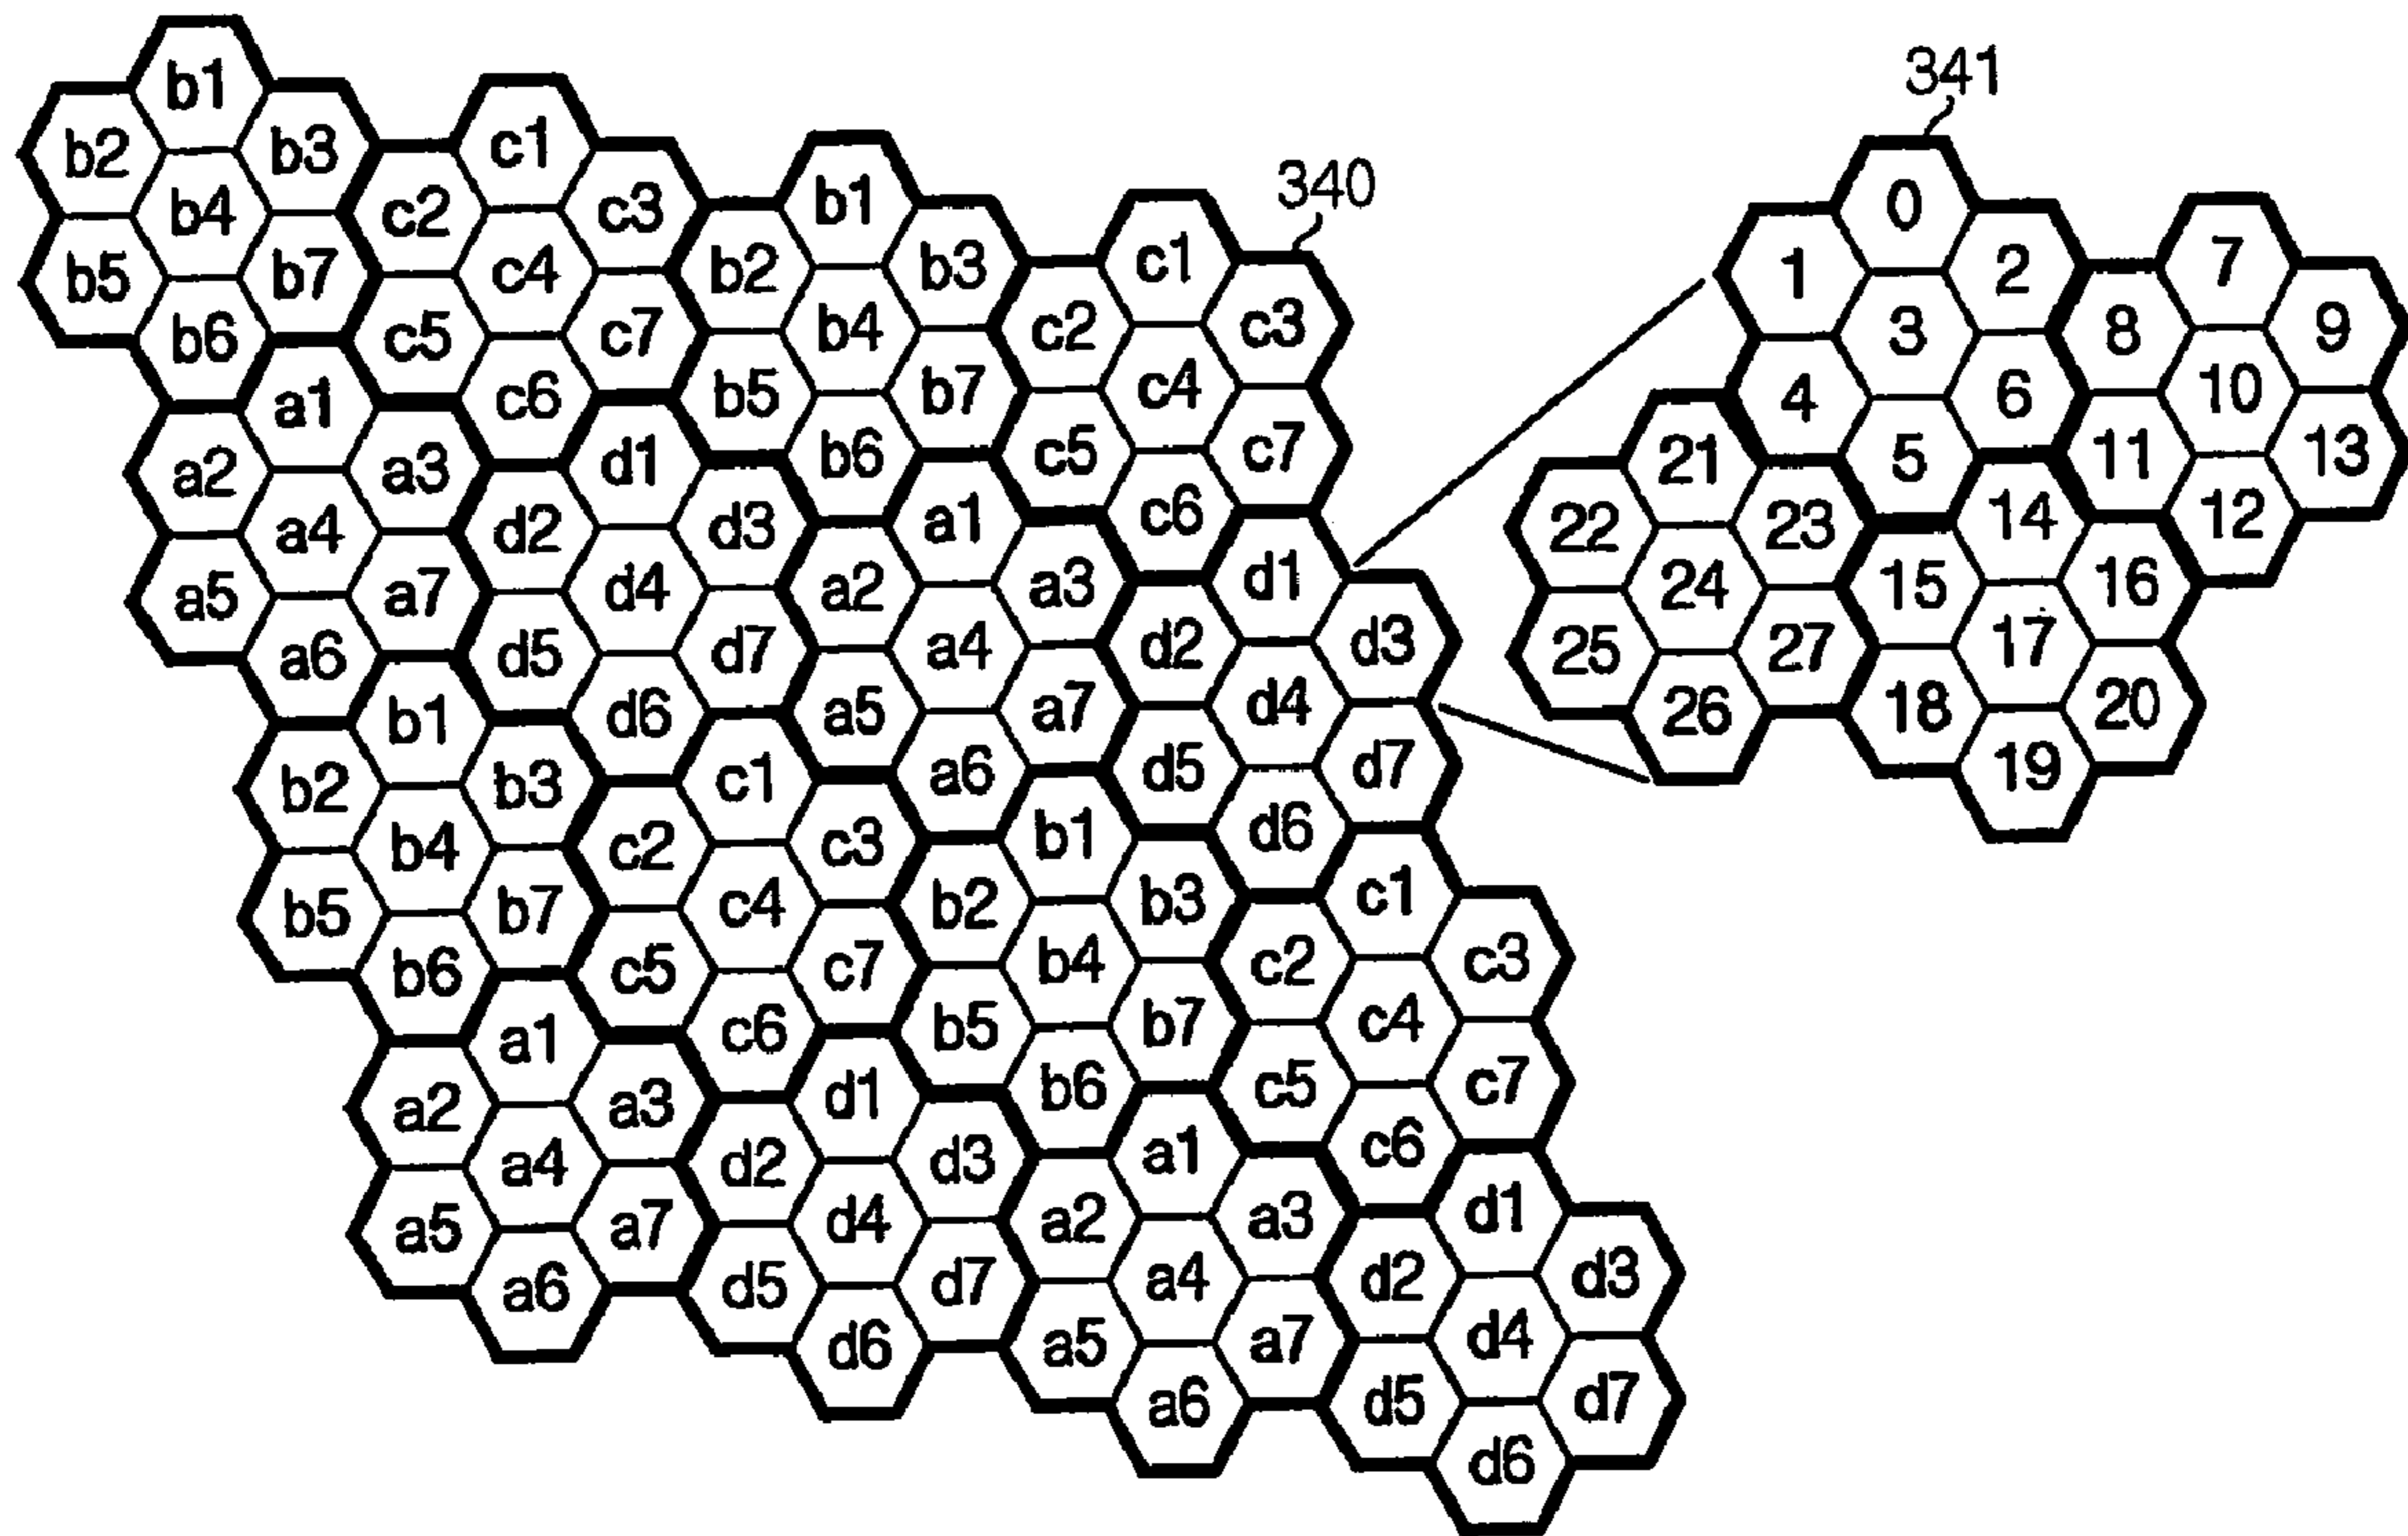 b1 b2 b3 b4 b5 b6 b7
c1 c2 c3 c4 c5 c6 c7
b1 b2 b3 b4 b5 b6 b7
340
c1 c2 c3 c4 c5 c6 c7
a1 a2 a3 a4 a5 a6 a7
d1 d2 d3 d4 d5 d6 d7
a1 a2 a3 a4 a5 a6 a7
d1 d2 d3 d4 d5 d6 d7
b1 b2 b3 b4 b5 b6 b7
c1 c2 c3 c4 c5 c6 c7
b1 b2 b3 b4 b5 b6 b7
c1 c2 c3 c4 c5 c6 c7
a1 a2 a3 a4 a5 a6 a7
d1 d2 d3 d4 d5 d6 d7
a1 a2 a3 a4 a5 a6 a7
d1 d2 d3 d4 d5 d6 d7
341
0 1 2 3 4 5 6
7 8 9 10 11 12 13
14 15 16 17 18 19 20
21 22 23 24 25 26 27